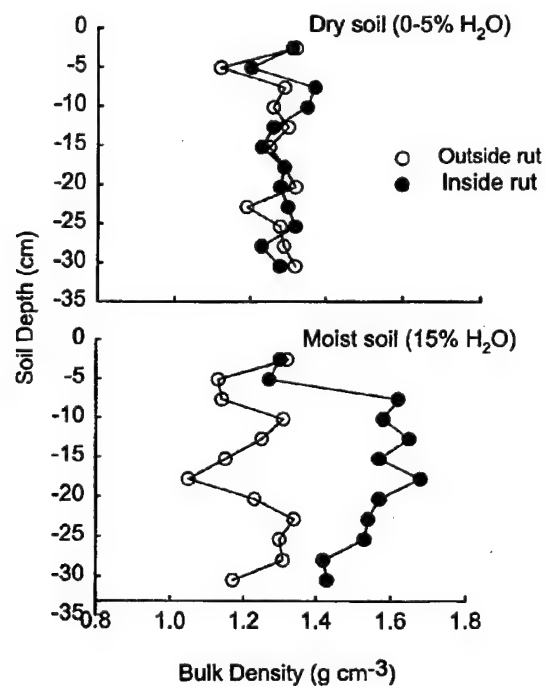 0
-5
-10
-15
-20
-25
-30
-35
Dry soil (0-5% H₂O)
Outside rut
Inside rut
Soil Depth (cm)
0
-5
-10
-15
-20
-25
-30
-35
Moist soil (15% H₂O)
0.8 1.0 1.2 1.4 1.6 1.8
Bulk Density (g cm⁻³)